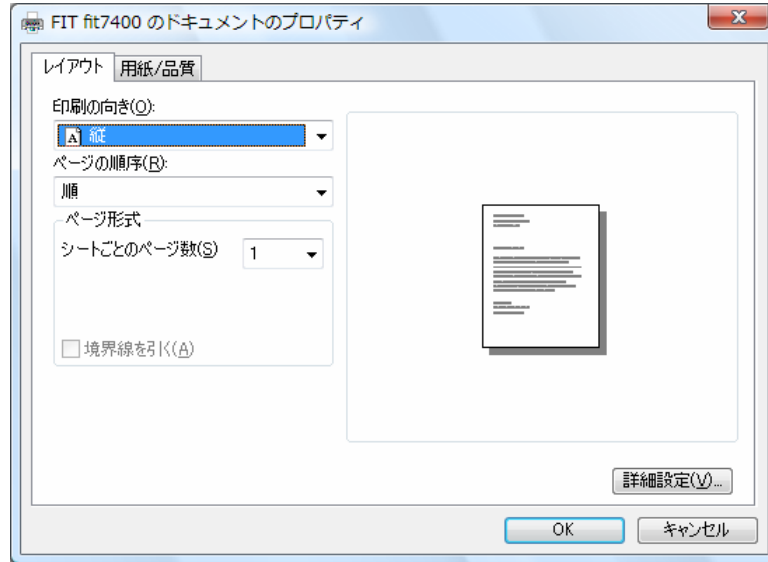 FIT fit7400 のドキュメントのプロパティ
レイアウト 用紙/品質
印刷の向き(O):
A 縦
ページの順序(R):
順
ページ形式
シートごとのページ数(S) 1
境界線を引く(A)
詳細設定(V)...
OK キャンセル